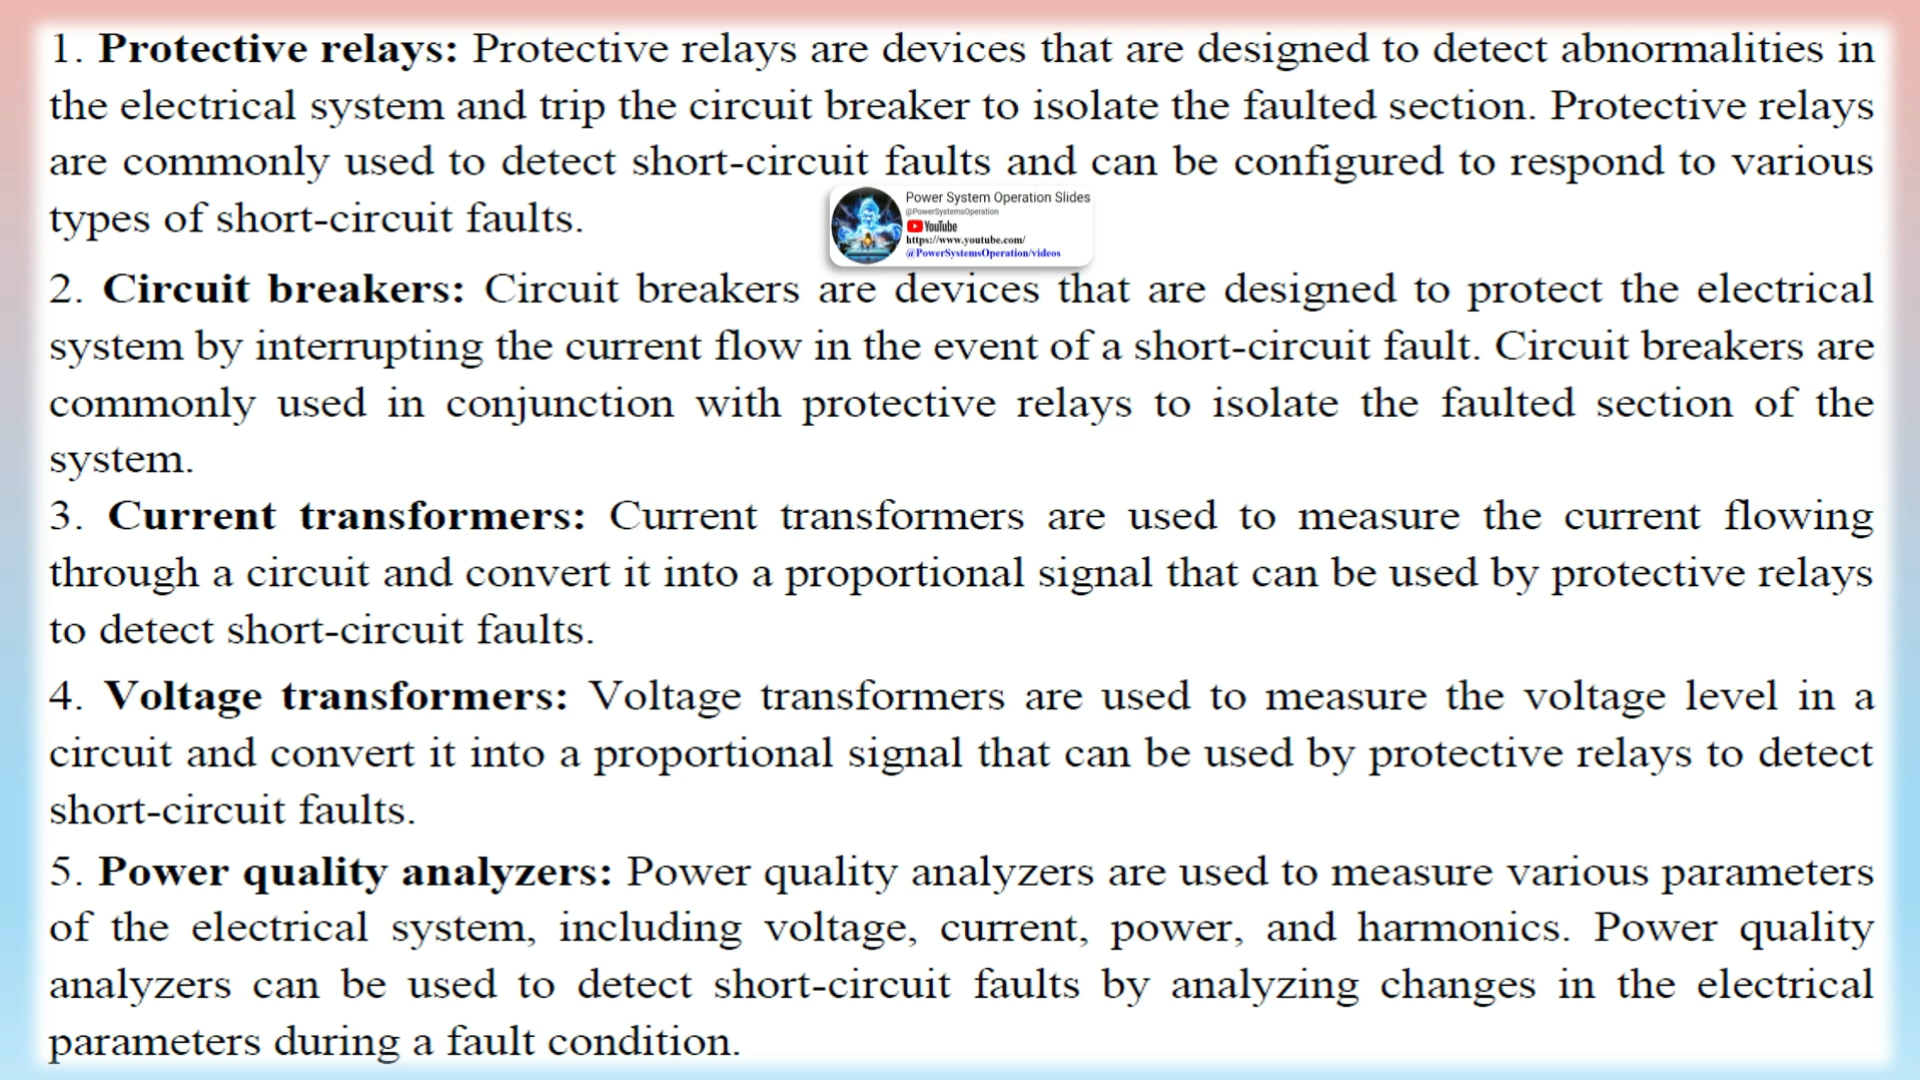 1. Protective relays: Protective relays are devices that are designed to detect abnormalities in
the electrical system and trip the circuit breaker to isolate the faulted section. Protective relays
are commonly used to detect short-circuit faults and can be configured to respond to various
types of short-circuit faults.
Power System Operation Slides
@PowerSystemsOperation
YouTube
https://www.youtube.com/
@PowerSystemsOperation/videos
2. Circuit breakers: Circuit breakers are devices that are designed to protect the electrical
system by interrupting the current flow in the event of a short-circuit fault. Circuit breakers are
commonly used in conjunction with protective relays to isolate the faulted section of the
system.
3. Current transformers: Current transformers are used to measure the current flowing
through a circuit and convert it into a proportional signal that can be used by protective relays
to detect short-circuit faults.
4. Voltage transformers: Voltage transformers are used to measure the voltage level in a
circuit and convert it into a proportional signal that can be used by protective relays to detect
short-circuit faults.
5. Power quality analyzers: Power quality analyzers are used to measure various parameters
of the electrical system, including voltage, current, power, and harmonics. Power quality
analyzers can be used to detect short-circuit faults by analyzing changes in the electrical
parameters during a fault condition.